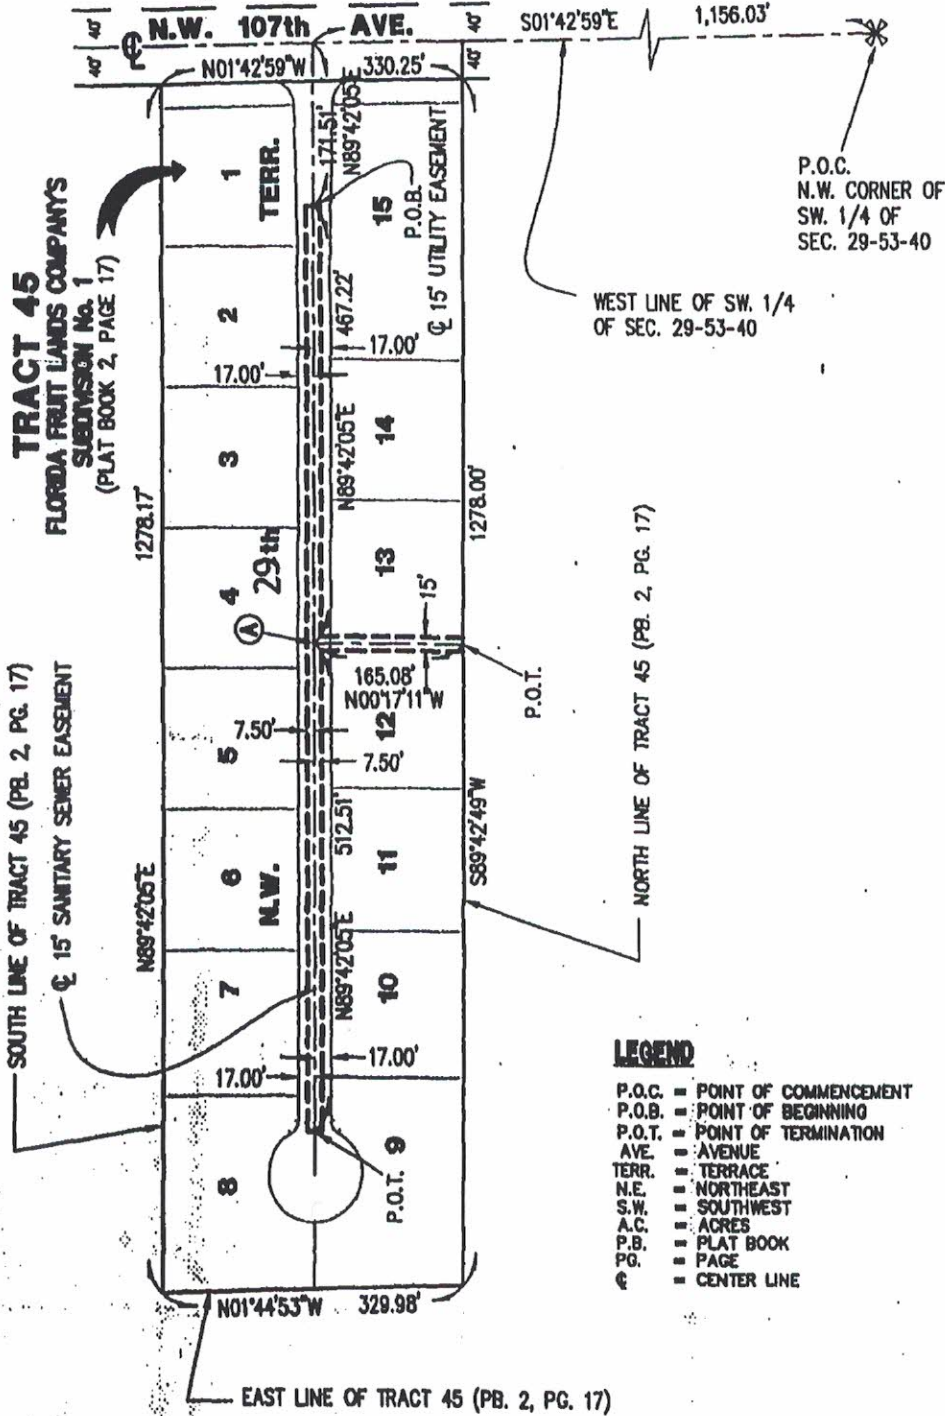 40'
40'
℄ N.W. 107th AVE.
40'
40'
S01°42'59"E
1,156.03'
N01°42'59"W
330.25'
P.O.C.
N.W. CORNER OF
SW. 1/4 OF
SEC. 29-53-40
WEST LINE OF SW. 1/4
OF SEC. 29-53-40
TRACT 45
FLORIDA FRUIT LANDS COMPANY'S
SUBDIVISION No. 1
(PLAT BOOK 2, PAGE 17)
1
TERR.
171.51'
N89°42'05"E
15
P.O.B.
℄ 15' UTILITY EASEMENT
2
467.22'
17.00'
17.00'
3
N89°42'05"E
14
1278.17'
1278.00'
4
29th
13
A
15'
165.08'
N00°17'11"W
P.O.T.
NORTH LINE OF TRACT 45 (PB. 2, PG. 17)
SOUTH LINE OF TRACT 45 (PB. 2, PG. 17)
℄ 15' SANITARY SEWER EASEMENT
5
7.50'
7.50'
12
512.51'
N89°42'05"E
6
N.W.
11
S89°42'49"W
7
N89°42'05"E
10
17.00'
17.00'
8
9
P.O.T.
N01°44'53"W
329.98'
EAST LINE OF TRACT 45 (PB. 2, PG. 17)
LEGEND
P.O.C. = POINT OF COMMENCEMENT
P.O.B. = POINT OF BEGINNING
P.O.T. = POINT OF TERMINATION
AVE. = AVENUE
TERR. = TERRACE
N.E. = NORTHEAST
S.W. = SOUTHWEST
A.C. = ACRES
P.B. = PLAT BOOK
PG. = PAGE
℄ = CENTER LINE